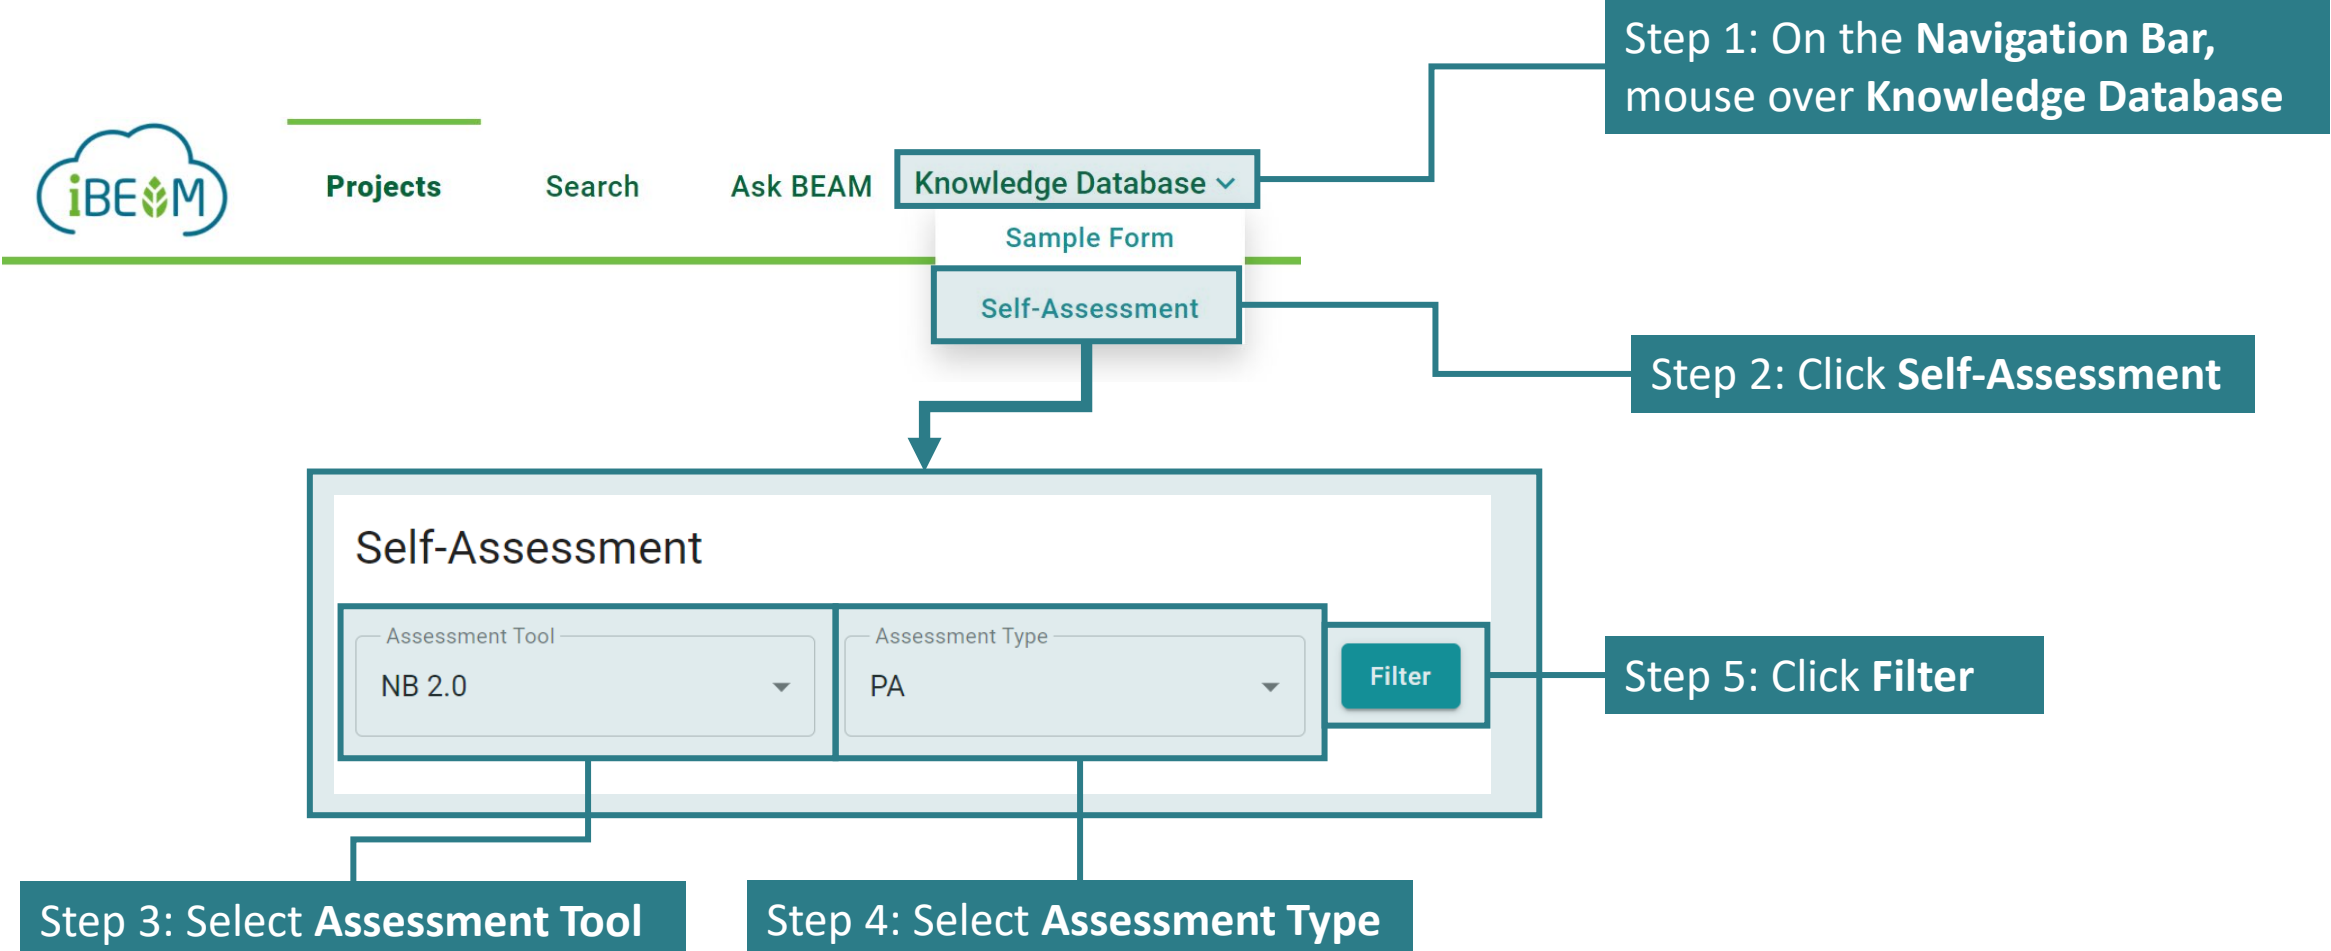 Step 1: On the Navigation Bar,
mouse over Knowledge Database
iBEAM
Projects
Search
Ask BEAM
Knowledge Database
Sample Form
Self-Assessment
Step 2: Click Self-Assessment
Self-Assessment
Assessment Tool
NB 2.0
Assessment Type
PA
Filter
Step 5: Click Filter
Step 3: Select Assessment Tool
Step 4: Select Assessment Type